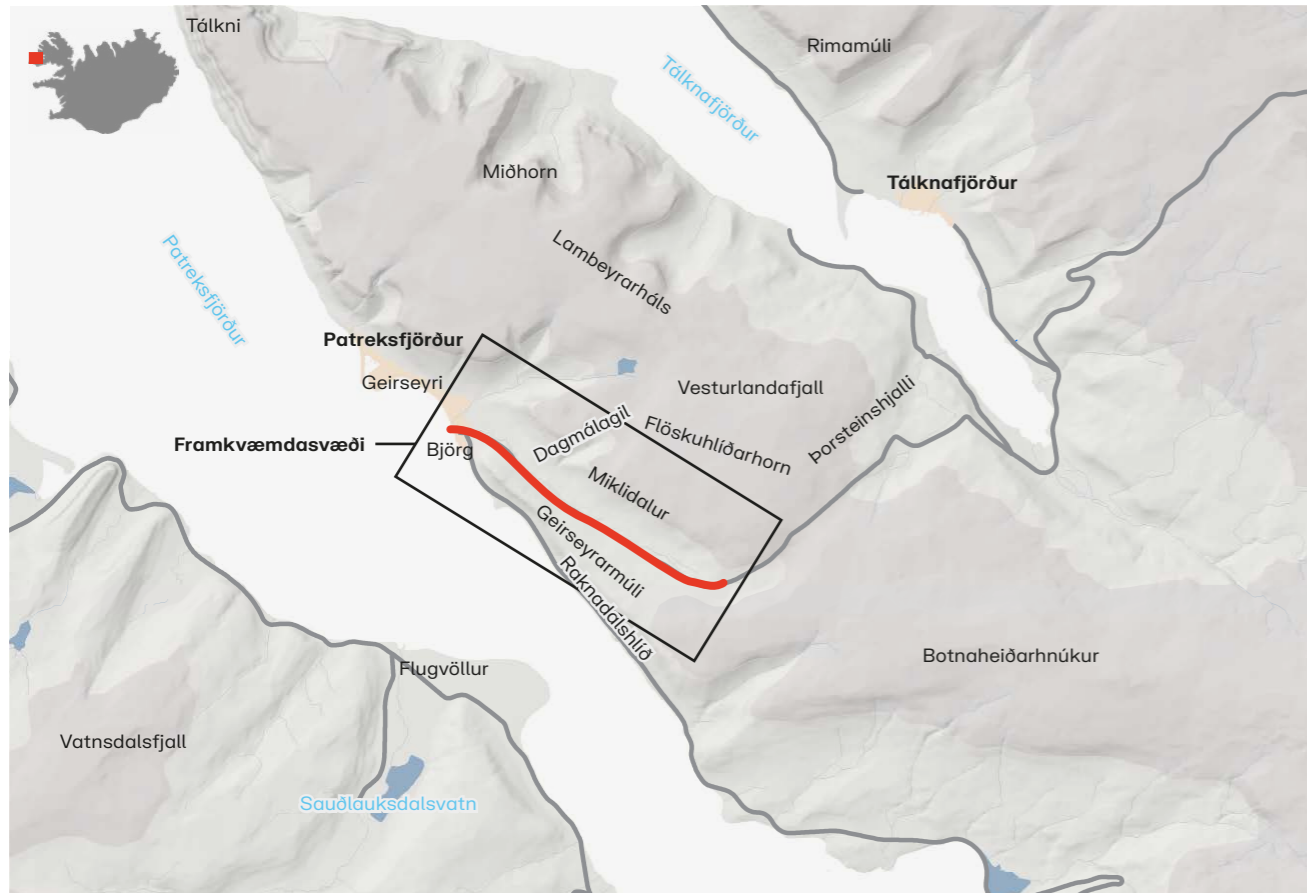 Tálkni
Rimamúli
Tálknafjörður
Miðhorn
Tálknafjörður
Lambeyrarháls
Patreksfjörður
Patreksfjörður
Geirseyri
Vesturlandafjall
Dagmálagil
Flöskuhlíðarhorn
Þorsteinshjalli
Framkvæmdasvæði
Björg
Miklidalur
Geirseyrarmúli
Raknadalshlíð
Botnaheiðarhnúkur
Flugvöllur
Vatnsdalsfjall
Sauðlauksdalsvatn